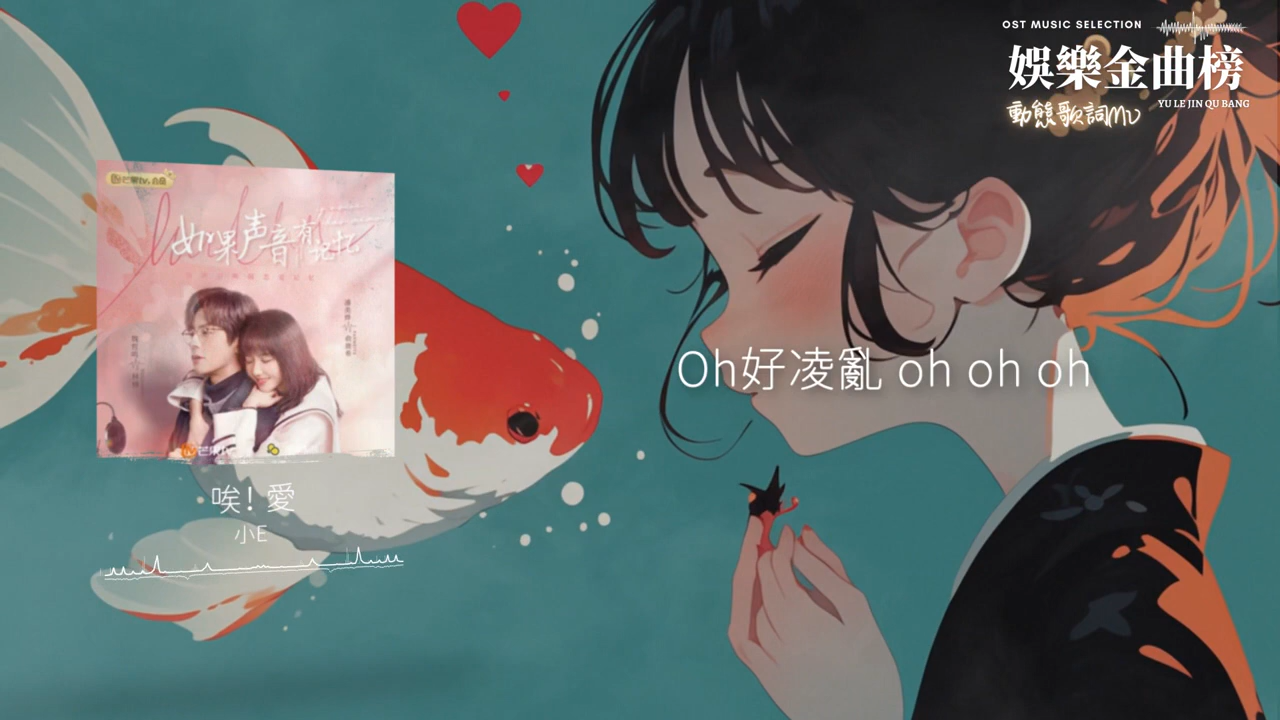 OST MUSIC SELECTION
娛樂金曲榜
YU LE JIN QU BANG
動態歌詞MV
如果声音有记忆
Oh好凌亂 oh oh oh
唉！愛
小E